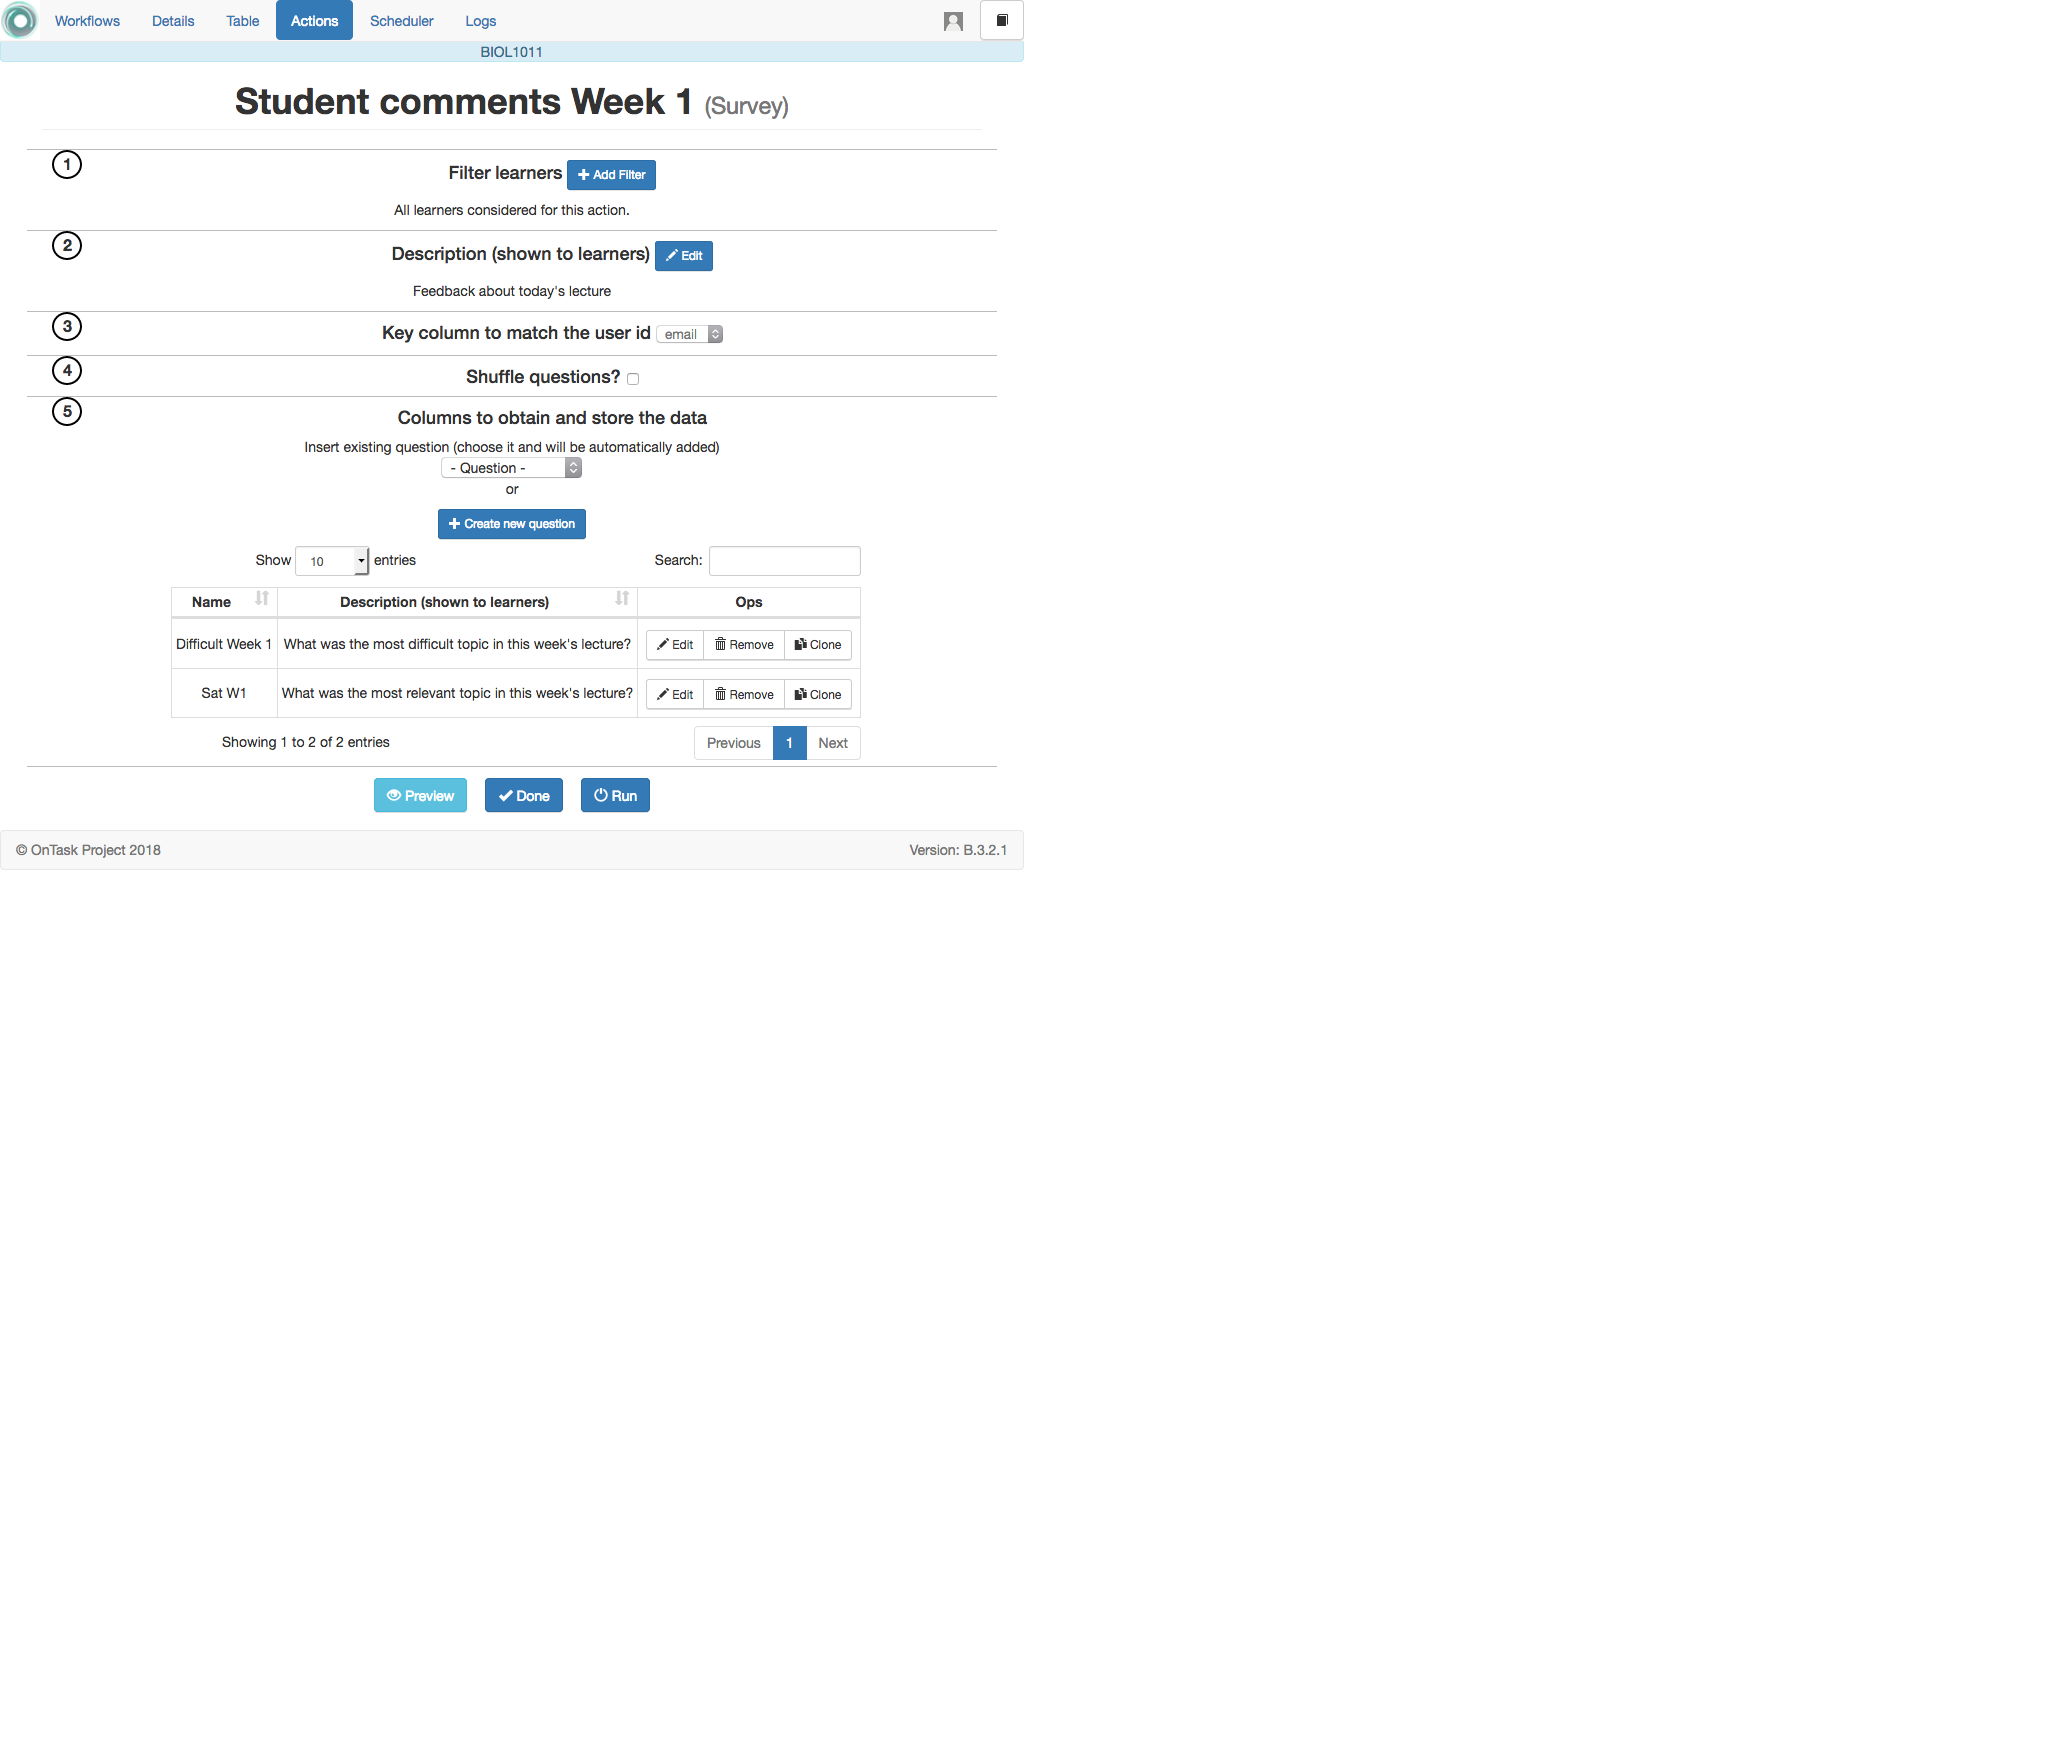 Workflows Details Table Actions Scheduler Logs
BIOL1011
Student comments Week 1 (Survey)
1 Filter learners Add Filter
All learners considered for this action.
2 Description (shown to learners) Edit
Feedback about today's lecture
3 Key column to match the user id email
4 Shuffle questions?
5 Columns to obtain and store the data
Insert existing question (choose it and will be automatically added)
- Question -
or
Create new question
Show 10 entries Search:
Name Description (shown to learners) Ops
Difficult Week 1 What was the most difficult topic in this week's lecture? Edit Remove Clone
Sat W1 What was the most relevant topic in this week's lecture? Edit Remove Clone
Showing 1 to 2 of 2 entries Previous 1 Next
Preview Done Run
© OnTask Project 2018 Version: B.3.2.1